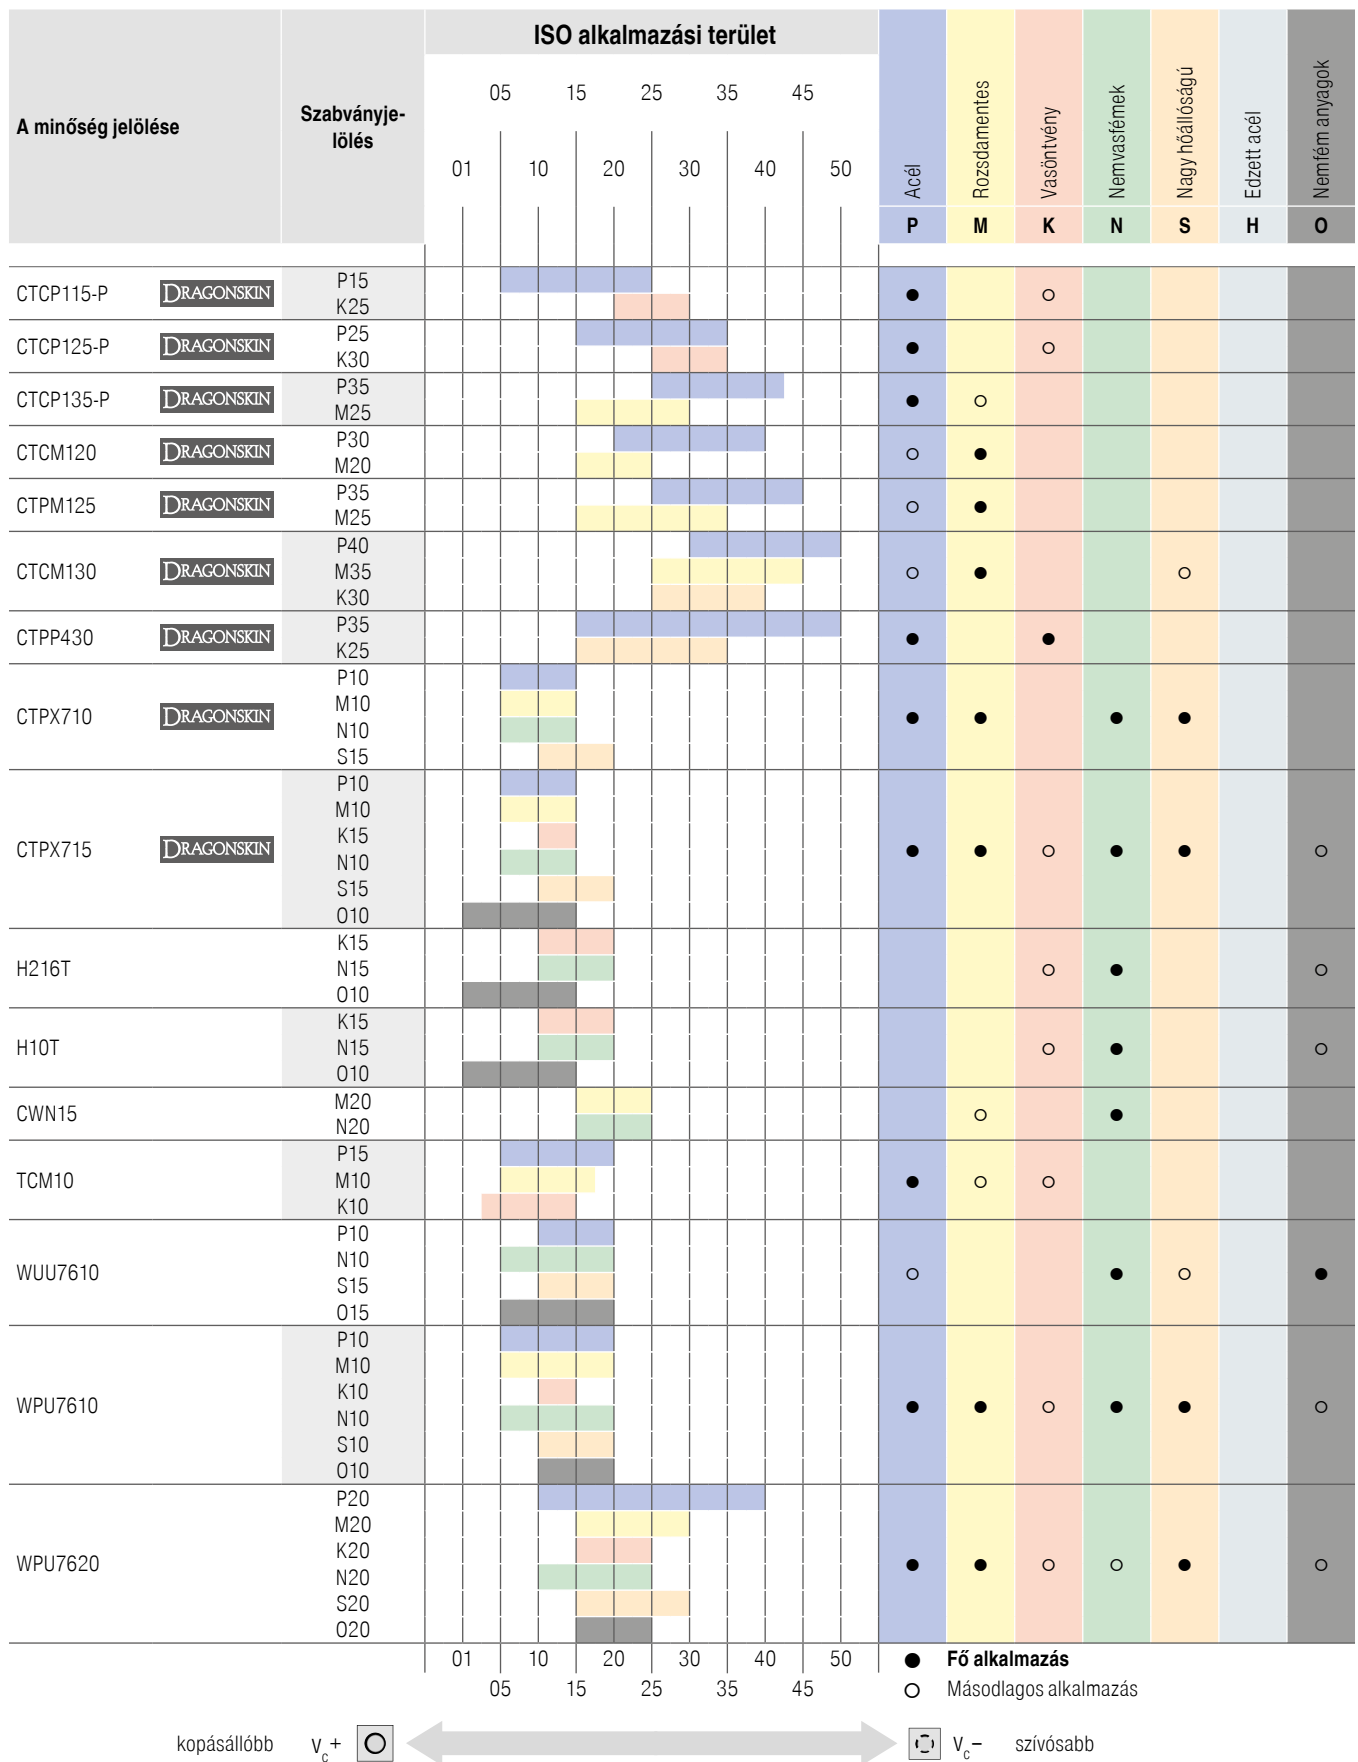 ISO alkalmazási terület
A minőség jelölése
Szabványje-
lölés
05 15 25 35 45
01 10 20 30 40 50
Acél
Rozsdamentes
Vasöntvény
Nemvasfémek
Nagy hőállóságú
Edzett acél
Nemfém anyagok
P M K N S H O
CTCP115-P DRAGONSKIN P15
K25
CTCP125-P DRAGONSKIN P25
K30
CTCP135-P DRAGONSKIN P35
M25
CTCM120 DRAGONSKIN P30
M20
CTPM125 DRAGONSKIN P35
M25
P40
CTCM130 DRAGONSKIN M35
K30
CTPP430 DRAGONSKIN P35
K25
P10
M10
CTPX710 DRAGONSKIN
N10
S15
P10
M10
K15
CTPX715 DRAGONSKIN
N10
S15
O10
K15
H216T N15
O10
K15
H10T N15
O10
CWN15 M20
N20
P15
TCM10 M10
K10
P10
N10
WUU7610
S15
O15
P10
M10
K10
WPU7610
N10
S10
O10
P20
M20
K20
WPU7620
N20
S20
O20
01 10 20 30 40 50
05 15 25 35 45
● Fő alkalmazás
○ Másodlagos alkalmazás
kopásállóbb vc+
vc− szívósabb